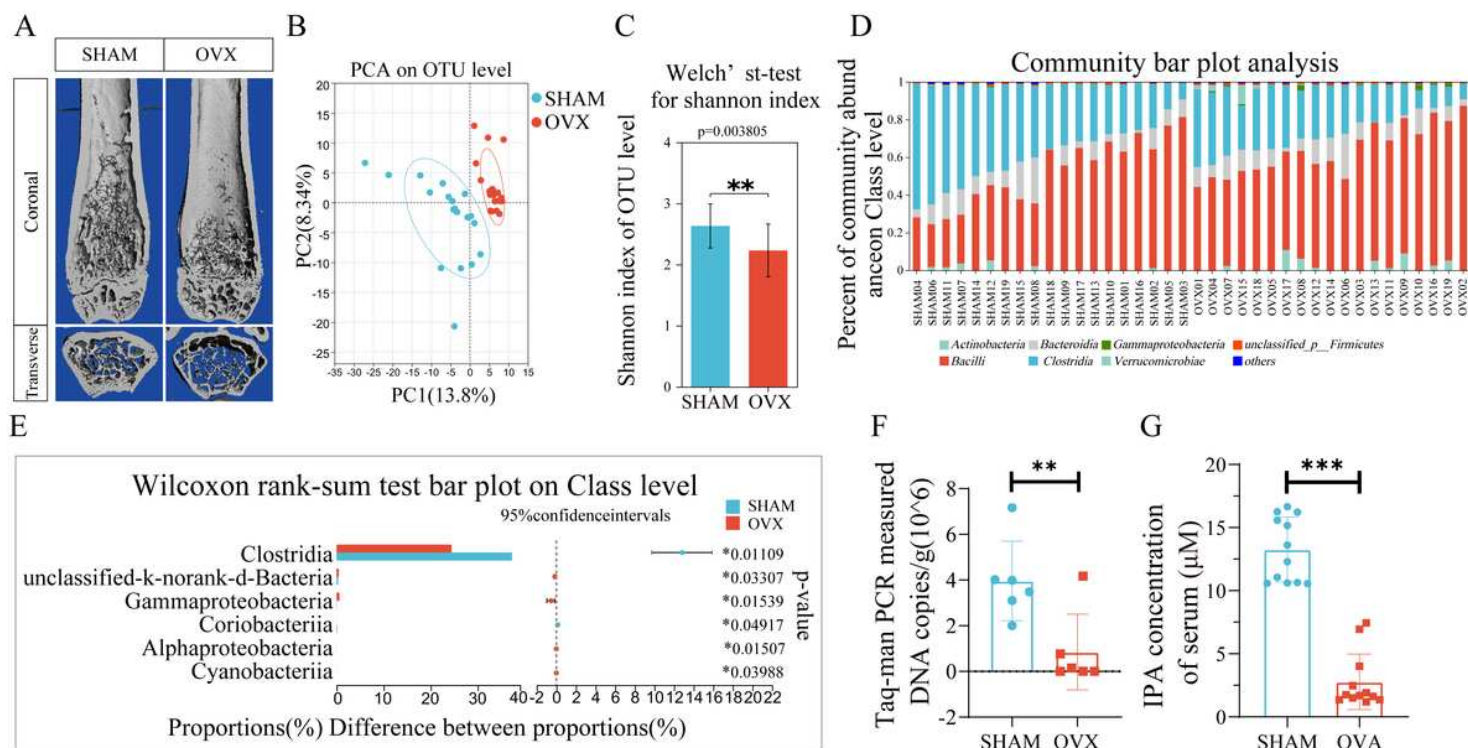 A
SHAM
OVX
Coronal
Transverse
B
PCA on OTU level
SHAM
OVX
PC2(8.34%)
20
15
10
5
0
-5
-10
-15
-20
-25
-35 -30 -25 -20 -15 -10 -5 0 5 10 15
PC1(13.8%)
C
Welch' st-test
for shannon index
p=0.003805
**
Shannon index of OTU level
4
3
2
1
0
SHAM OVX
D
Community bar plot analysis
Percent of community abund
anceon Class level
1
0.8
0.6
0.4
0.2
0
SHAM04
SHAM06
SHAM11
SHAM07
SHAM14
SHAM12
SHAM19
SHAM15
SHAM08
SHAM18
SHAM09
SHAM17
SHAM13
SHAM10
SHAM01
SHAM16
SHAM02
SHAM05
SHAM03
OVX01
OVX04
OVX07
OVX15
OVX18
OVX05
OVX17
OVX08
OVX12
OVX14
OVX06
OVX03
OVX13
OVX11
OVX09
OVX10
OVX16
OVX19
OVX02
Actinobacteria Bacteroidia Gammaproteobacteria unclassified_p__Firmicutes
Bacilli Clostridia Verrucomicrobiae others
E
Wilcoxon rank-sum test bar plot on Class level
95%confidenceintervals
SHAM
OVX
Clostridia *0.01109
unclassified-k-norank-d-Bacteria *0.03307
Gammaproteobacteria *0.01539
Coriobacteriia *0.04917
Alphaproteobacteria *0.01507
Cyanobacteriia *0.03988
p-value
0 10 20 30 40 -2 0 2 4 6 8 10 12 14 16 18 20 22
Proportions(%) Difference between proportions(%)
F
**
Taq-man PCR measured
DNA copies/g(10^6)
8
6
4
2
0
-2
SHAM OVX
G
***
IPA concentration
of serum (μM)
20
15
10
5
0
SHAM OVA